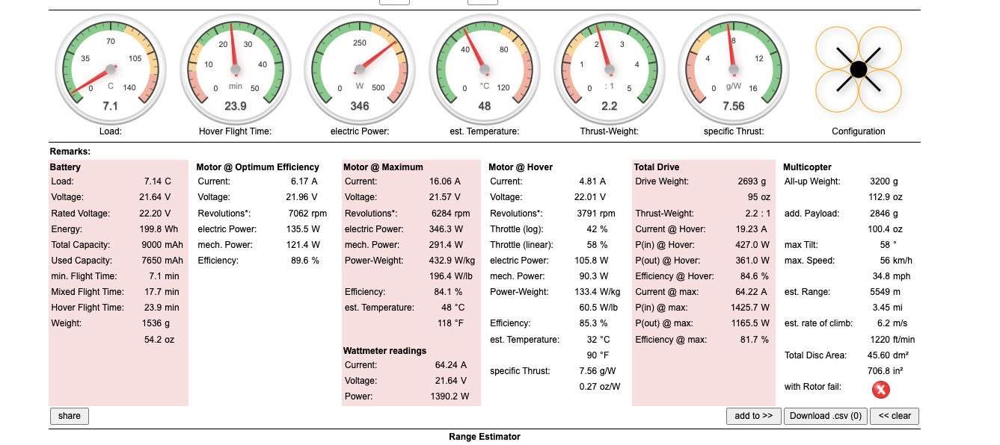 70
35
105
0
C
140
7.1
Load:
20
30
10
40
0
min
50
23.9
Hover Flight Time:
250
0
W
500
346
electric Power:
40
80
0
°C
120
48
est. Temperature:
2
3
1
4
0
: 1
5
2.2
Thrust-Weight:
8
4
12
0
g/W
16
7.56
specific Thrust:
Configuration
Remarks:
Battery
Load: 7.14 C
Voltage: 21.64 V
Rated Voltage: 22.20 V
Energy: 199.8 Wh
Total Capacity: 9000 mAh
Used Capacity: 7650 mAh
min. Flight Time: 7.1 min
Mixed Flight Time: 17.7 min
Hover Flight Time: 23.9 min
Weight: 1536 g
54.2 oz
Motor @ Optimum Efficiency
Current: 6.17 A
Voltage: 21.96 V
Revolutions*: 7062 rpm
electric Power: 135.5 W
mech. Power: 121.4 W
Efficiency: 89.6 %
Motor @ Maximum
Current: 16.06 A
Voltage: 21.57 V
Revolutions*: 6284 rpm
electric Power: 346.3 W
mech. Power: 291.4 W
Power-Weight: 432.9 W/kg
196.4 W/lb
Efficiency: 84.1 %
est. Temperature: 48 °C
118 °F
Wattmeter readings
Current: 64.24 A
Voltage: 21.64 V
Power: 1390.2 W
Motor @ Hover
Current: 4.81 A
Voltage: 22.01 V
Revolutions*: 3791 rpm
Throttle (log): 42 %
Throttle (linear): 58 %
electric Power: 105.8 W
mech. Power: 90.3 W
Power-Weight: 133.4 W/kg
60.5 W/lb
Efficiency: 85.3 %
est. Temperature: 32 °C
90 °F
specific Thrust: 7.56 g/W
0.27 oz/W
Total Drive
Drive Weight: 2693 g
95 oz
Thrust-Weight: 2.2 : 1
Current @ Hover: 19.23 A
P(in) @ Hover: 427.0 W
P(out) @ Hover: 361.0 W
Efficiency @ Hover: 84.6 %
Current @ max: 64.22 A
P(in) @ max: 1425.7 W
P(out) @ max: 1165.5 W
Efficiency @ max: 81.7 %
Multicopter
All-up Weight: 3200 g
112.9 oz
add. Payload: 2846 g
100.4 oz
max Tilt: 58 °
max. Speed: 56 km/h
34.8 mph
est. Range: 5549 m
3.45 mi
est. rate of climb: 6.2 m/s
1220 ft/min
Total Disc Area: 45.60 dm²
706.8 in²
with Rotor fail: X
share
add to >>
Download .csv (0)
<< clear
Range Estimator